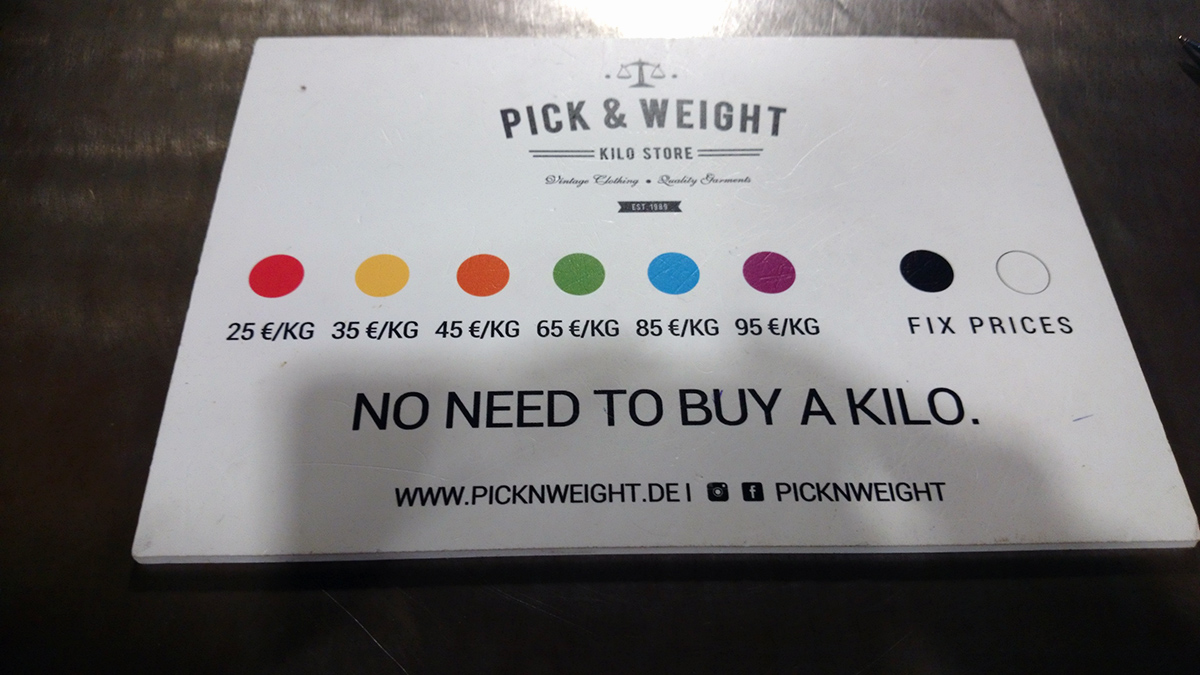 PICK & WEIGHT
KILO STORE
Vintage Clothing • Quality Garments
EST. 1989
25 €/KG 35 €/KG 45 €/KG 65 €/KG 85 €/KG 95 €/KG FIX PRICES
NO NEED TO BUY A KILO.
WWW.PICKNWEIGHT.DE | PICKNWEIGHT